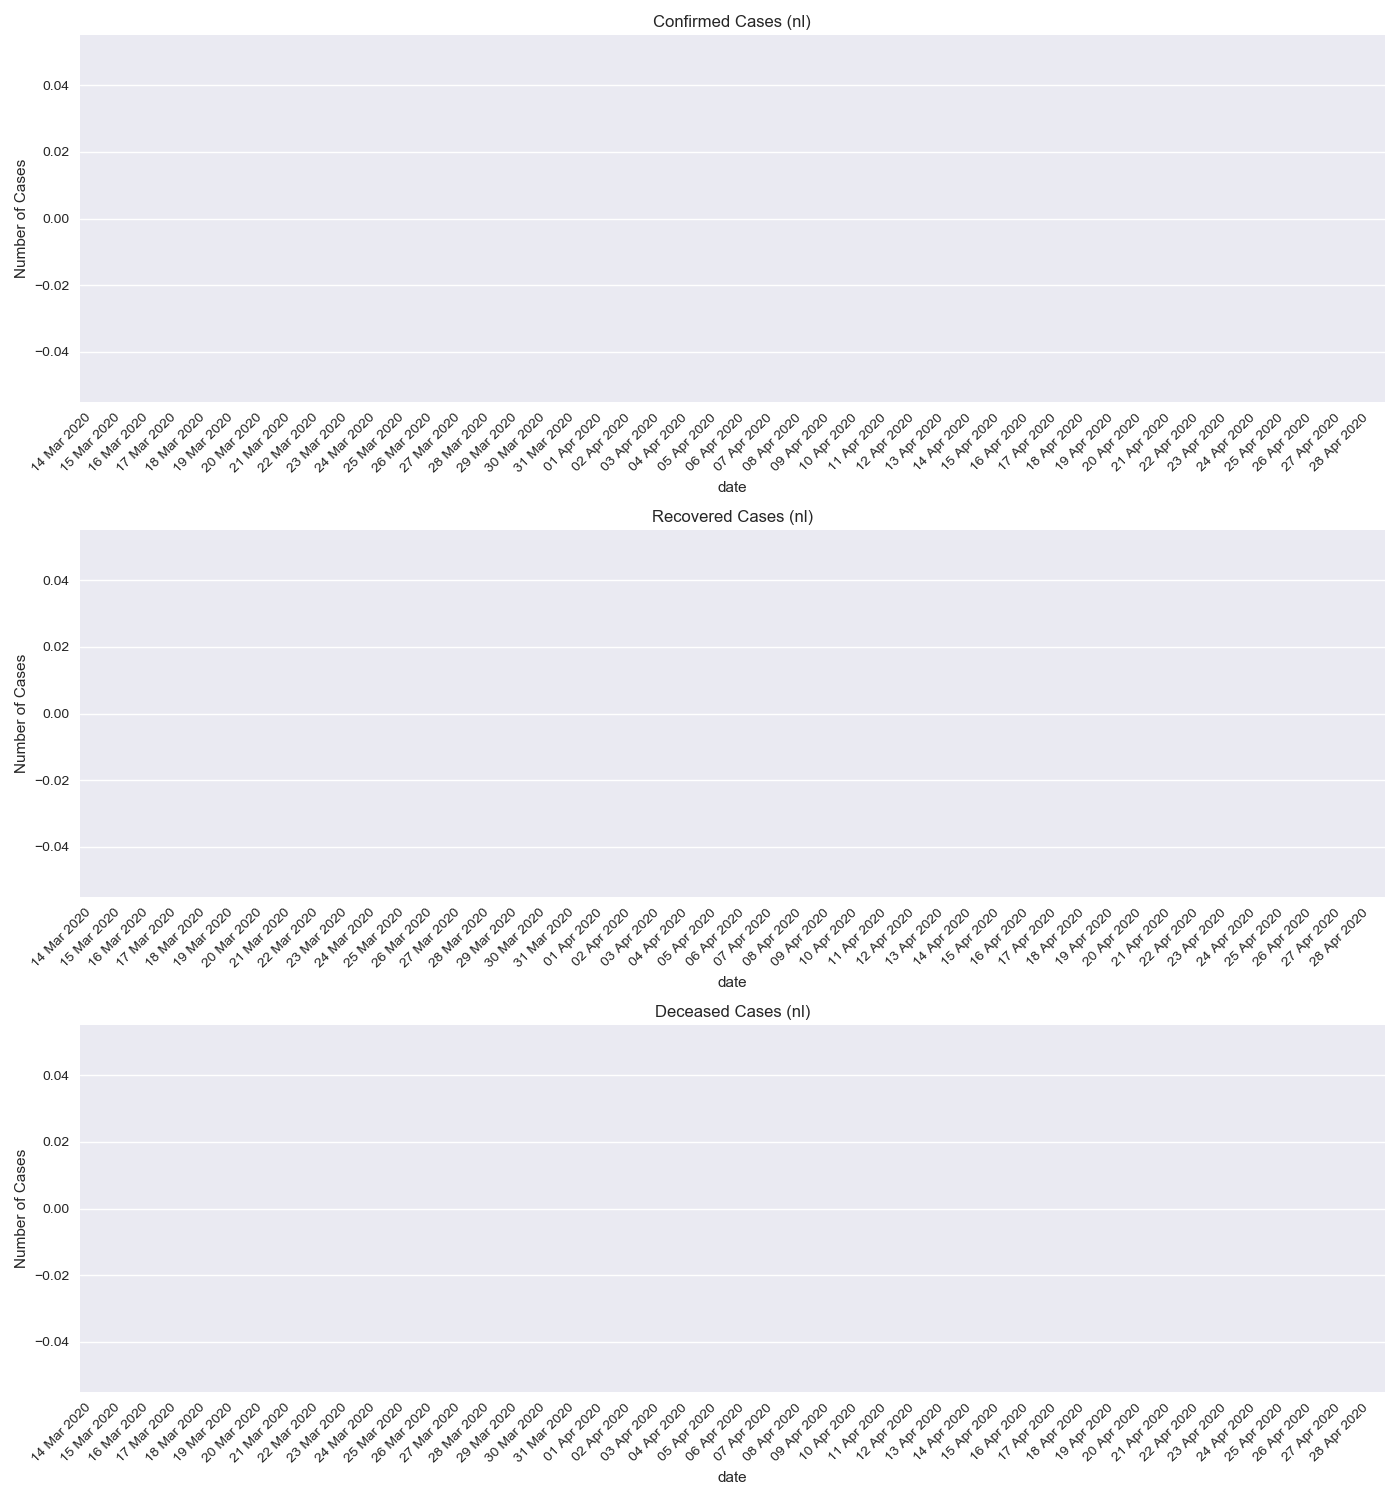 Confirmed Cases (nl)
0.04
0.02
0.00
−0.02
−0.04
Number of Cases
14 Mar 2020
15 Mar 2020
16 Mar 2020
17 Mar 2020
18 Mar 2020
19 Mar 2020
20 Mar 2020
21 Mar 2020
22 Mar 2020
23 Mar 2020
24 Mar 2020
25 Mar 2020
26 Mar 2020
27 Mar 2020
28 Mar 2020
29 Mar 2020
30 Mar 2020
31 Mar 2020
01 Apr 2020
02 Apr 2020
03 Apr 2020
04 Apr 2020
05 Apr 2020
06 Apr 2020
07 Apr 2020
08 Apr 2020
09 Apr 2020
10 Apr 2020
11 Apr 2020
12 Apr 2020
13 Apr 2020
14 Apr 2020
15 Apr 2020
16 Apr 2020
17 Apr 2020
18 Apr 2020
19 Apr 2020
20 Apr 2020
21 Apr 2020
22 Apr 2020
23 Apr 2020
24 Apr 2020
25 Apr 2020
26 Apr 2020
27 Apr 2020
28 Apr 2020
date
Recovered Cases (nl)
0.04
0.02
0.00
−0.02
−0.04
Number of Cases
14 Mar 2020
15 Mar 2020
16 Mar 2020
17 Mar 2020
18 Mar 2020
19 Mar 2020
20 Mar 2020
21 Mar 2020
22 Mar 2020
23 Mar 2020
24 Mar 2020
25 Mar 2020
26 Mar 2020
27 Mar 2020
28 Mar 2020
29 Mar 2020
30 Mar 2020
31 Mar 2020
01 Apr 2020
02 Apr 2020
03 Apr 2020
04 Apr 2020
05 Apr 2020
06 Apr 2020
07 Apr 2020
08 Apr 2020
09 Apr 2020
10 Apr 2020
11 Apr 2020
12 Apr 2020
13 Apr 2020
14 Apr 2020
15 Apr 2020
16 Apr 2020
17 Apr 2020
18 Apr 2020
19 Apr 2020
20 Apr 2020
21 Apr 2020
22 Apr 2020
23 Apr 2020
24 Apr 2020
25 Apr 2020
26 Apr 2020
27 Apr 2020
28 Apr 2020
date
Deceased Cases (nl)
0.04
0.02
0.00
−0.02
−0.04
Number of Cases
14 Mar 2020
15 Mar 2020
16 Mar 2020
17 Mar 2020
18 Mar 2020
19 Mar 2020
20 Mar 2020
21 Mar 2020
22 Mar 2020
23 Mar 2020
24 Mar 2020
25 Mar 2020
26 Mar 2020
27 Mar 2020
28 Mar 2020
29 Mar 2020
30 Mar 2020
31 Mar 2020
01 Apr 2020
02 Apr 2020
03 Apr 2020
04 Apr 2020
05 Apr 2020
06 Apr 2020
07 Apr 2020
08 Apr 2020
09 Apr 2020
10 Apr 2020
11 Apr 2020
12 Apr 2020
13 Apr 2020
14 Apr 2020
15 Apr 2020
16 Apr 2020
17 Apr 2020
18 Apr 2020
19 Apr 2020
20 Apr 2020
21 Apr 2020
22 Apr 2020
23 Apr 2020
24 Apr 2020
25 Apr 2020
26 Apr 2020
27 Apr 2020
28 Apr 2020
date